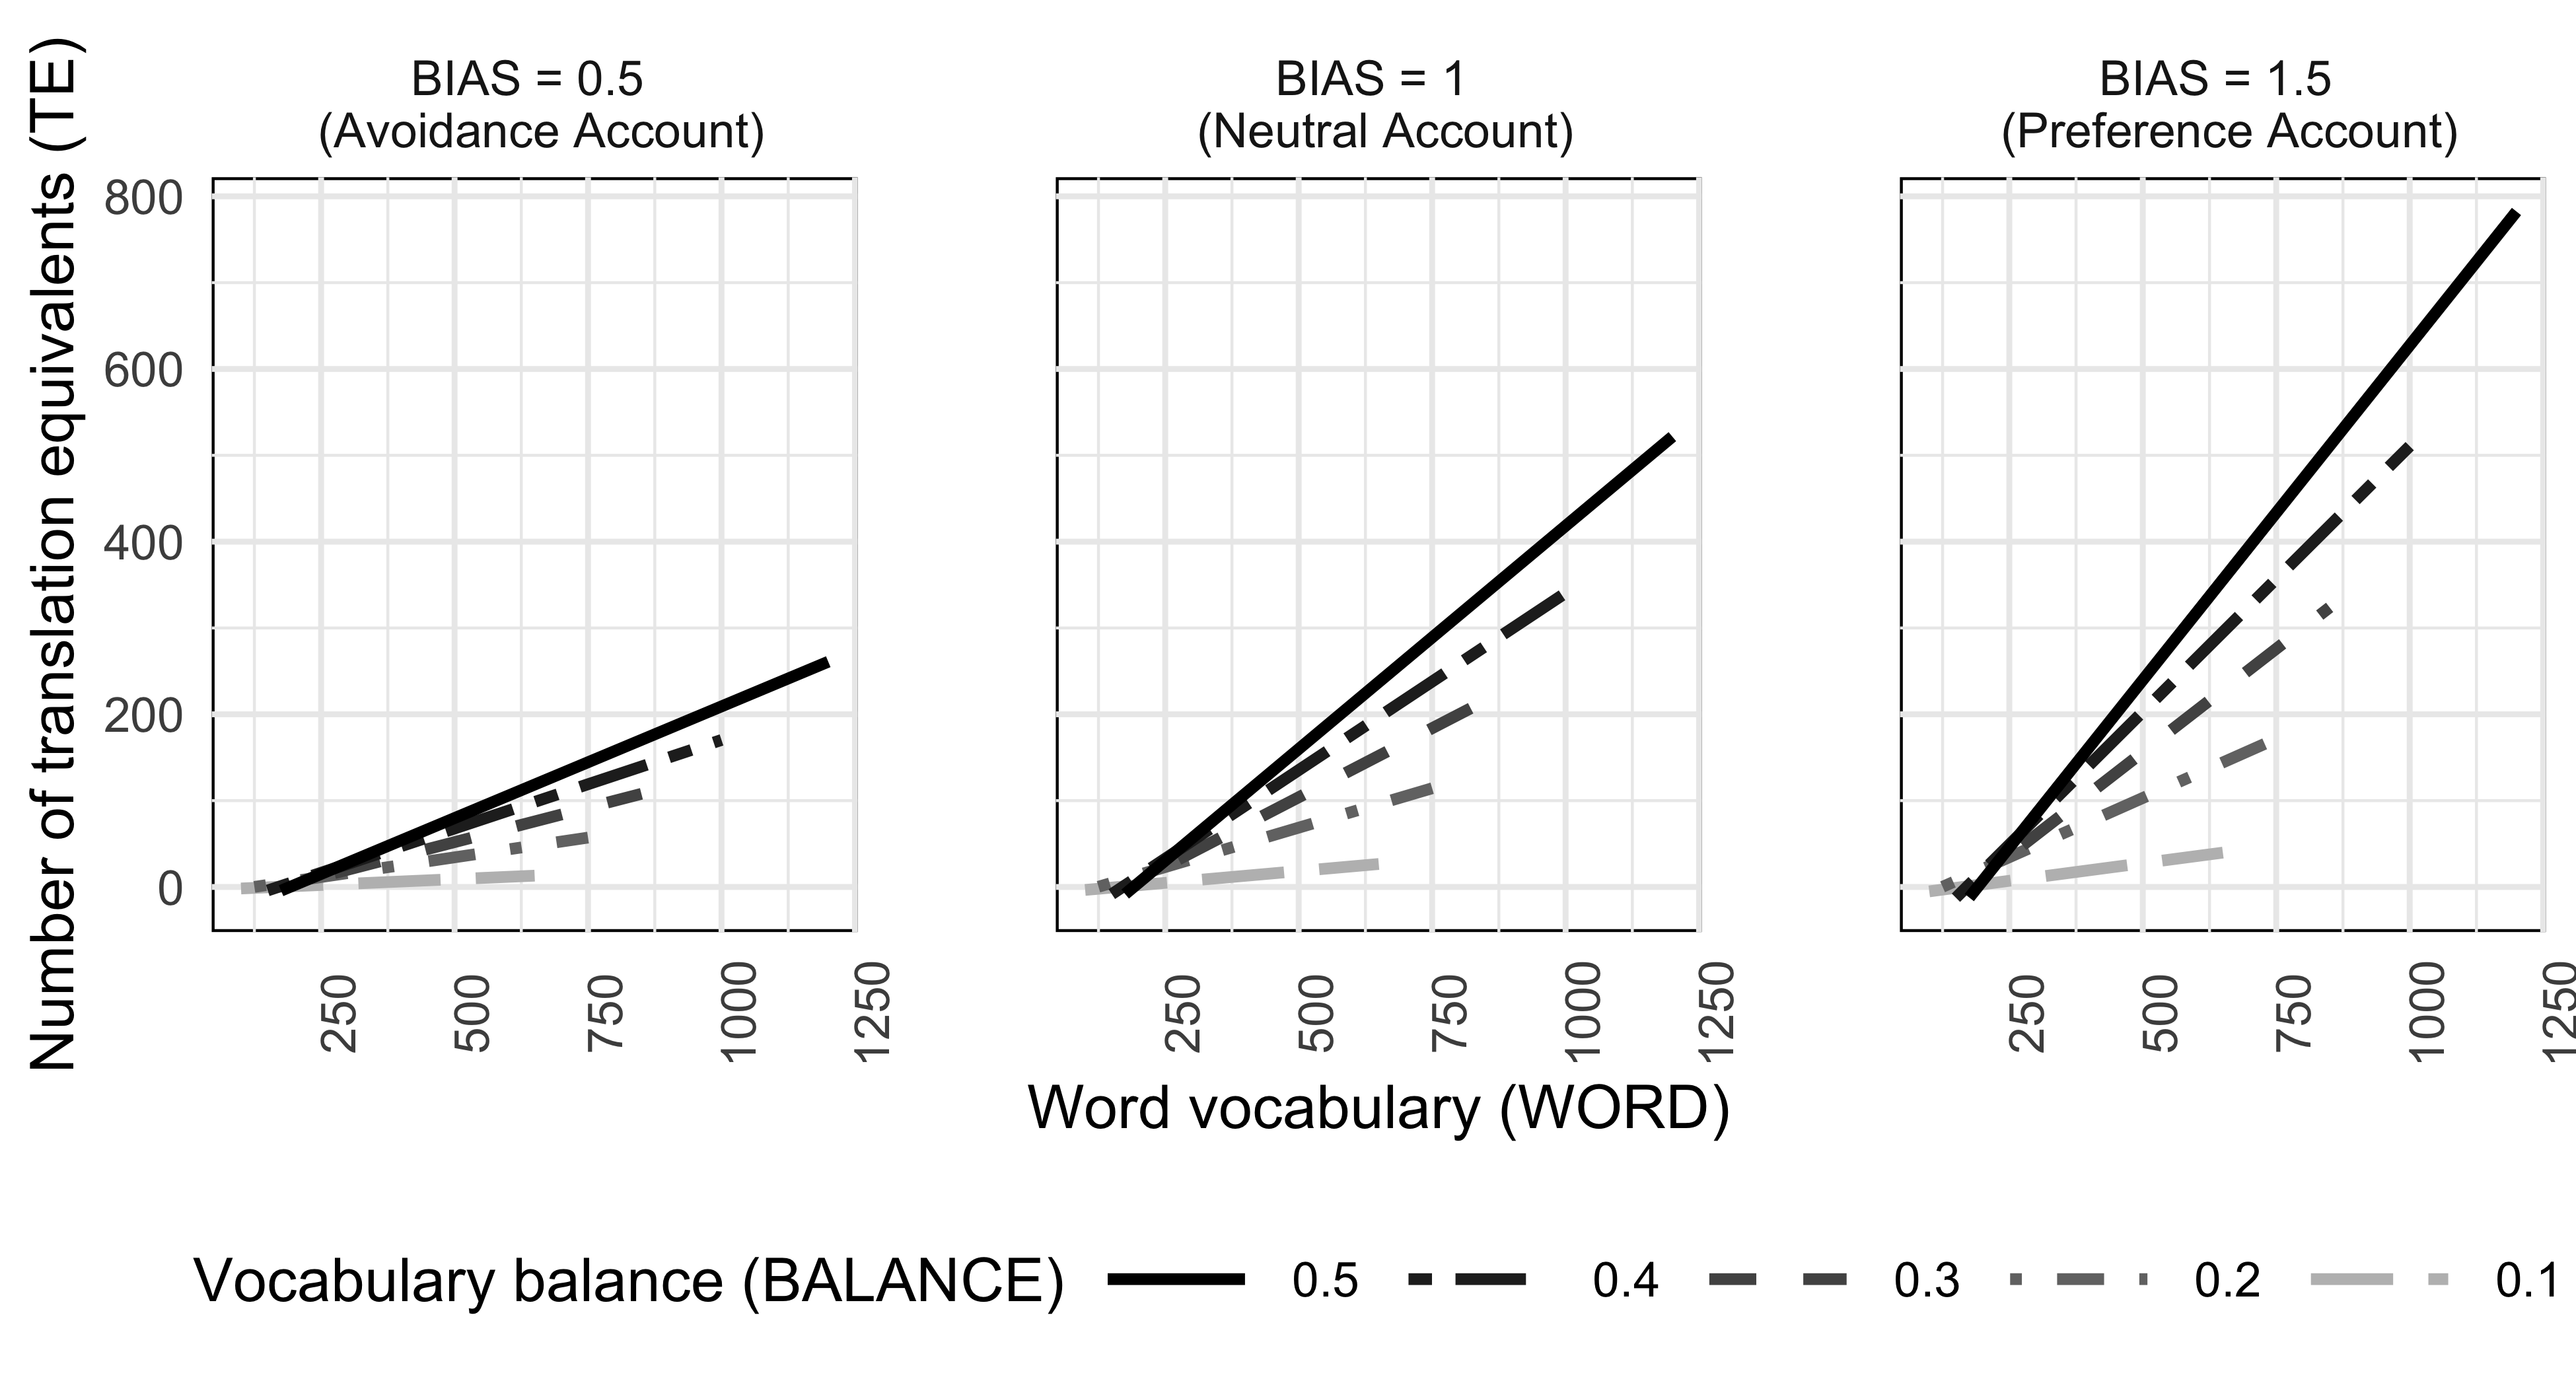 Number of translation equivalents (TE)
BIAS = 0.5
(Avoidance Account)
BIAS = 1
(Neutral Account)
BIAS = 1.5
(Preference Account)
800
600
400
200
0
250 500 750 1000 1250
250 500 750 1000 1250
250 500 750 1000 1250
Word vocabulary (WORD)
Vocabulary balance (BALANCE) 0.5 0.4 0.3 0.2 0.1